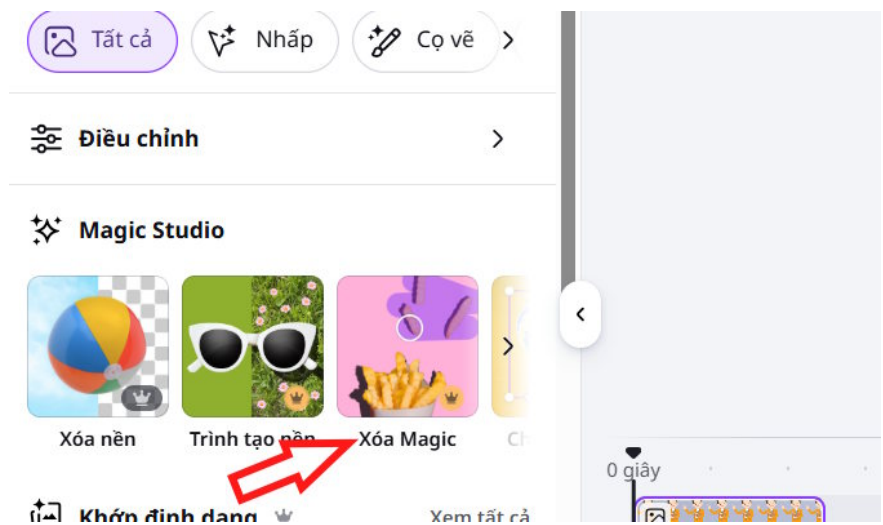 Tất cả Nhấp Cọ vẽ
Điều chỉnh
Magic Studio
Xóa nền Trình tạo nền Xóa Magic
0 giây
Khớp định dạng Xem tất cả